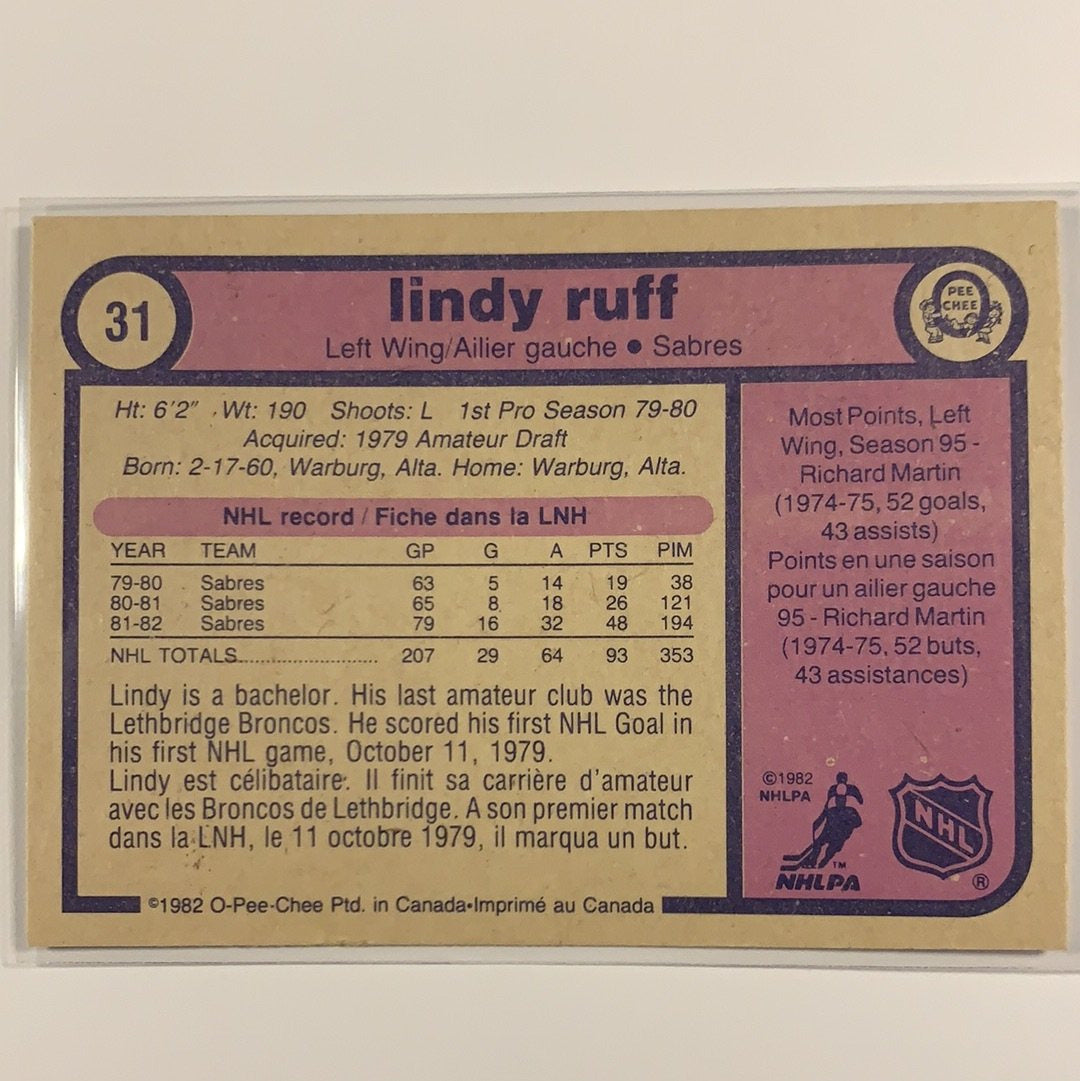 31
lindy ruff
Left Wing/Ailier gauche • Sabres
PEE
CHEE
Ht: 6'2" Wt: 190 Shoots: L 1st Pro Season 79-80
Acquired: 1979 Amateur Draft
Born: 2-17-60, Warburg, Alta. Home: Warburg, Alta.
NHL record / Fiche dans la LNH
YEAR TEAM GP G A PTS PIM
79-80 Sabres 63 5 14 19 38
80-81 Sabres 65 8 18 26 121
81-82 Sabres 79 16 32 48 194
NHL TOTALS........................ 207 29 64 93 353
Lindy is a bachelor. His last amateur club was the
Lethbridge Broncos. He scored his first NHL Goal in
his first NHL game, October 11, 1979.
Lindy est célibataire. Il finit sa carrière d'amateur
avec les Broncos de Lethbridge. A son premier match
dans la LNH, le 11 octobre 1979, il marqua un but.
Most Points, Left
Wing, Season 95 -
Richard Martin
(1974-75, 52 goals,
43 assists)
Points en une saison
pour un ailier gauche
95 - Richard Martin
(1974-75, 52 buts,
43 assistances)
©1982
NHLPA
TM
NHLPA
NHL
®
©1982 O-Pee-Chee Ptd. in Canada•Imprimé au Canada